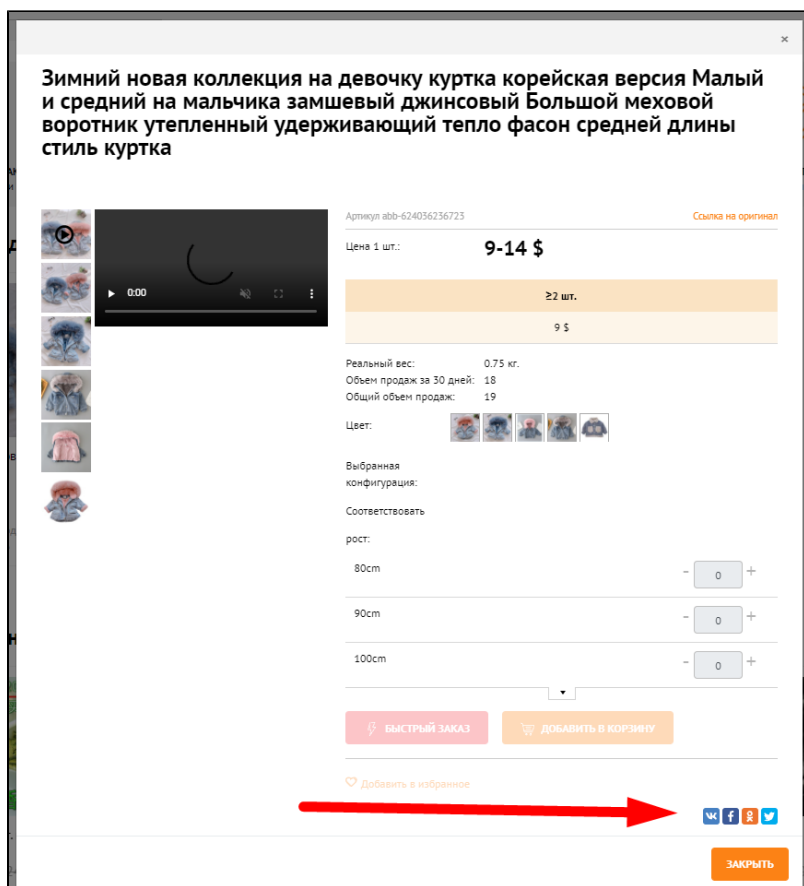 ×
Зимний новая коллекция на девочку куртка корейская версия Малый
и средний на мальчика замшевый джинсовый Большой меховой
воротник утепленный удерживающий тепло фасон средней длины
стиль куртка
Артикул abb-624036236723 Ссылка на оригинал
Цена 1 шт.: 9-14 $
≥2 шт.
9 $
0:00
Реальный вес: 0.75 кг.
Объем продаж за 30 дней: 18
Общий объем продаж: 19
Цвет:
Выбранная
конфигурация:
Соответствовать
рост:
80cm - 0 +
90cm - 0 +
100cm - 0 +
БЫСТРЫЙ ЗАКАЗ ДОБАВИТЬ В КОРЗИНУ
Добавить в избранное
ЗАКРЫТЬ